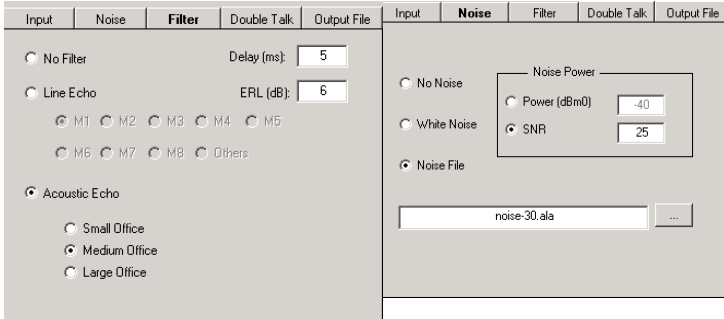 Input Noise Filter Double Talk Output File
No Filter Delay (ms): 5
Line Echo ERL (dB): 6
M1 M2 M3 M4 M5
M6 M7 M8 Others
Acoustic Echo
Small Office
Medium Office
Large Office
Input Noise Filter Double Talk Output File
Noise Power
No Noise
Power (dBm0) -40
White Noise
SNR 25
Noise File
noise-30.ala
...